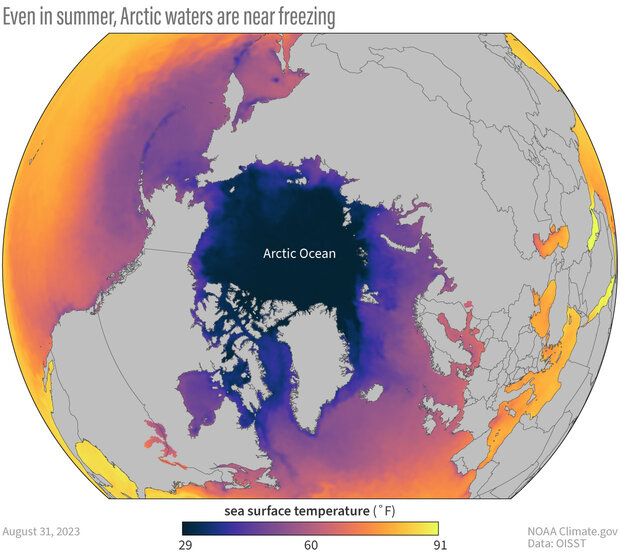 Even in summer, Arctic waters are near freezing
Arctic Ocean
sea surface temperature (˚F)
29 60 91
August 31, 2023
NOAA Climate.gov
Data: OISST